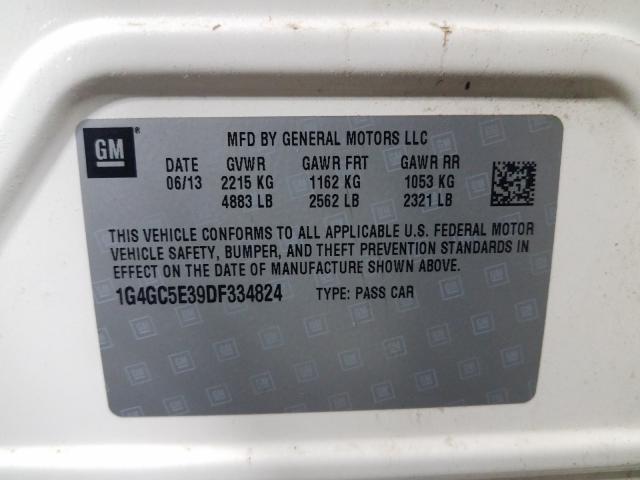 GM
MFD BY GENERAL MOTORS LLC
DATE GVWR GAWR FRT GAWR RR
06/13 2215 KG 1162 KG 1053 KG
4883 LB 2562 LB 2321 LB
THIS VEHICLE CONFORMS TO ALL APPLICABLE U.S. FEDERAL MOTOR
VEHICLE SAFETY, BUMPER, AND THEFT PREVENTION STANDARDS IN
EFFECT ON THE DATE OF MANUFACTURE SHOWN ABOVE.
1G4GC5E39DF334824 TYPE: PASS CAR